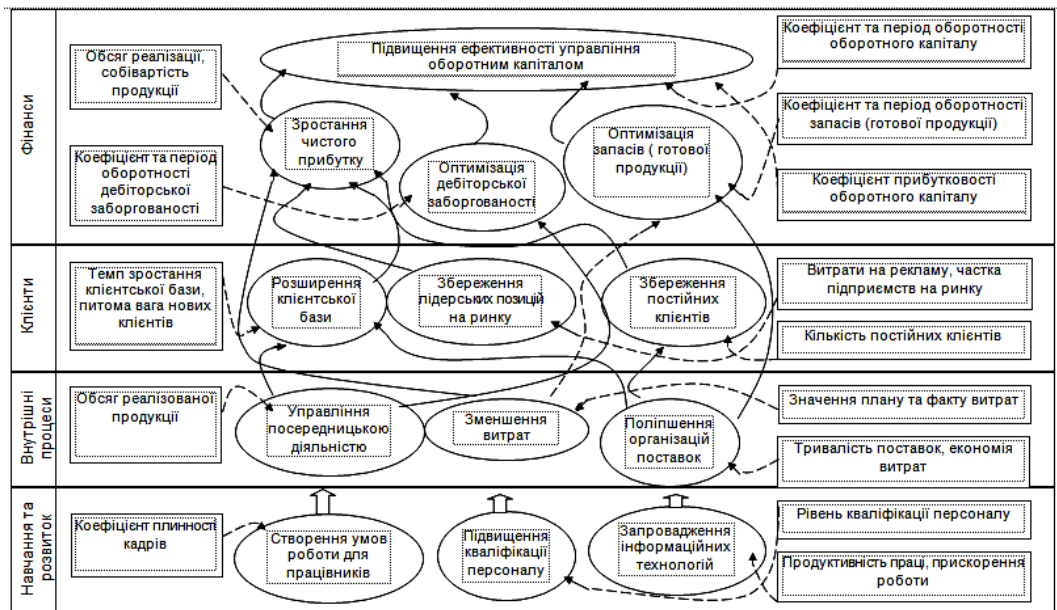 Фінанси
Обсяг реалізації,
собівартість
продукції
Коефіцієнт та період
оборотності
дебіторської
заборгованості
Підвищення ефективності управління
оборотним капіталом
Зростання
чистого
прибутку
Оптимізація
дебіторської
заборгованості
Оптимізація
запасів ( готової
продукції)
Коефіцієнт та період оборотності
оборотного капіталу
Коефіцієнт та період оборотності
запасів (готової продукції)
Коефіцієнт прибутковості
оборотного капіталу
Клієнти
Темп зростання
клієнтської бази,
питома вага нових
клієнтів
Розширення
клієнтської
бази
Збереження
лідерських позицій
на ринку
Збереження
постійних
клієнтів
Витрати на рекламу, частка
підприємств на ринку
Кількість постійних клієнтів
Внутрішні
процеси
Обсяг реалізованої
продукції
Управління
посередницькою
діяльністю
Зменшення
витрат
Поліпшення
організацій
поставок
Значення плану та факту витрат
Тривалість поставок, економія
витрат
Навчання та
розвиток
Коефіцієнт плинності
кадрів
Створення умов
роботи для
працівників
Підвищення
кваліфікації
персоналу
Запровадження
інформаційних
технологій
Рівень кваліфікації персоналу
Продуктивність праці, прискорення
роботи